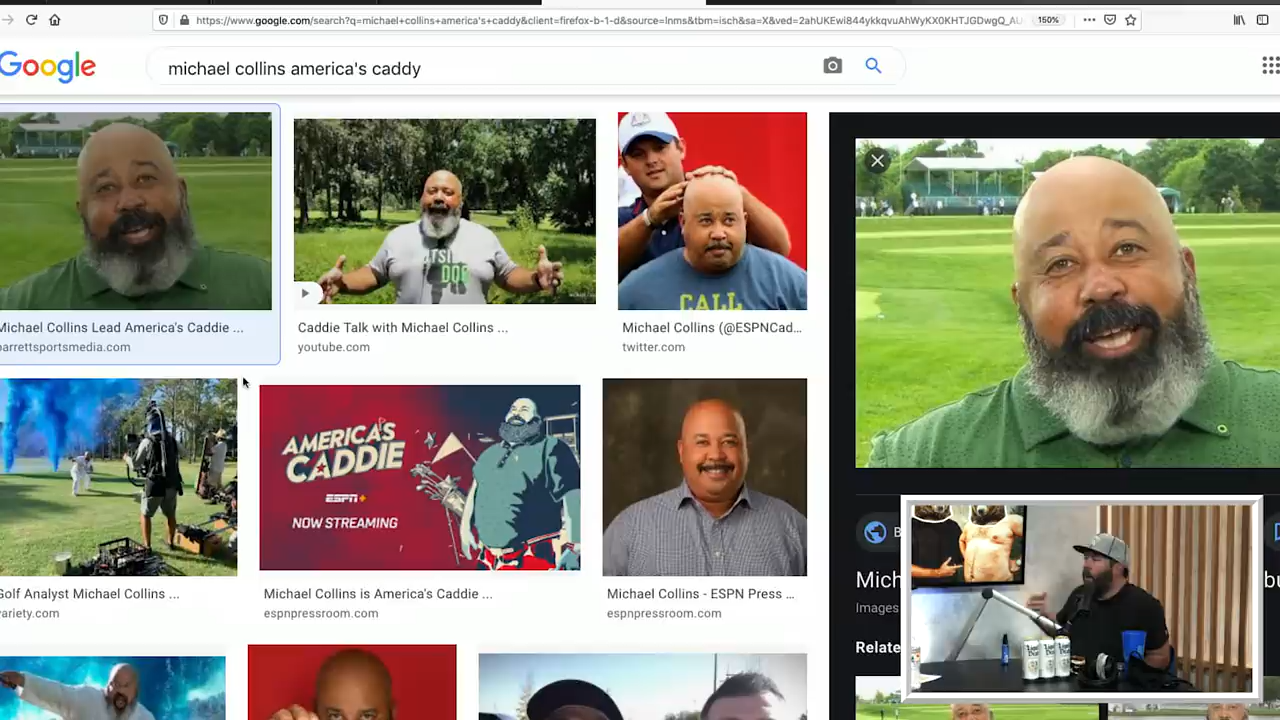 https://www.google.com/search?q=michael+collins+america's+caddy&client=firefox-b-1-d&source=lnms&tbm=isch&sa=X&ved=2ahUKEwi844ykkqvuAhWyKX0KHTJGDwgQ_AU
150%
Google
michael collins america's caddy
Michael Collins Lead America's Caddie ...
barrettsportsmedia.com
Caddie Talk with Michael Collins ...
youtube.com
CALL
Michael Collins (@ESPNCad...
twitter.com
AMERICA'S
CADDIE
ESPN+
NOW STREAMING
Golf Analyst Michael Collins ...
variety.com
Michael Collins is America's Caddie ...
espnpressroom.com
Michael Collins - ESPN Press ...
espnpressroom.com
B
Mich
bu
Images
Relate